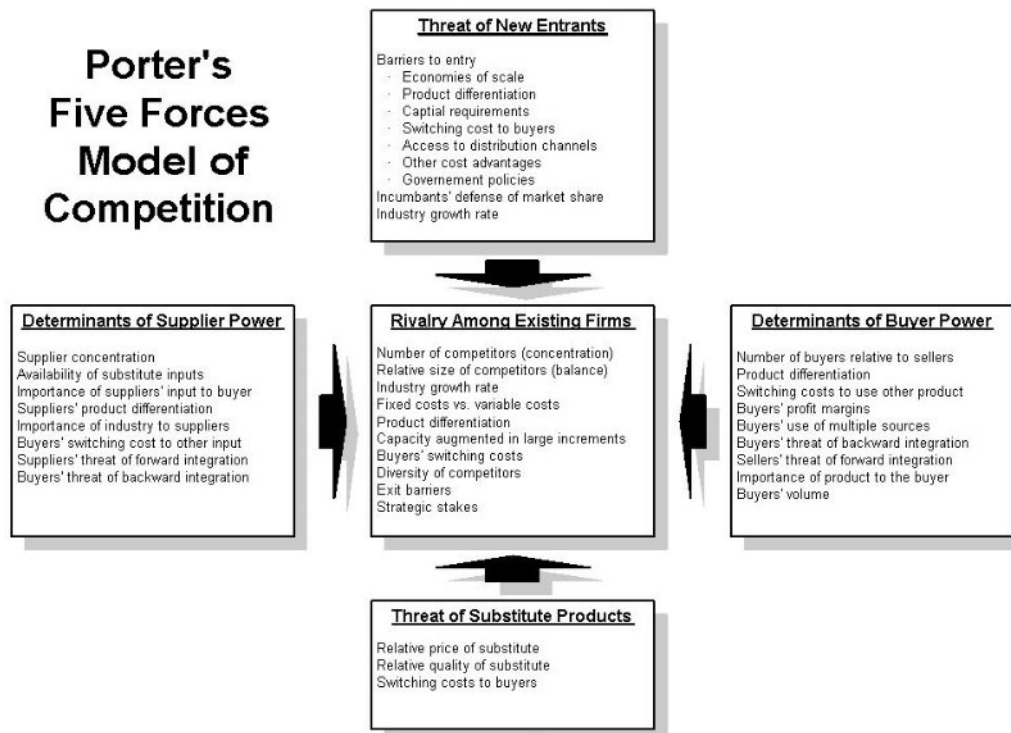 Porter's
Five Forces
Model of
Competition
Threat of New Entrants
Barriers to entry
· Economies of scale
· Product differentiation
· Captial requirements
· Switching cost to buyers
· Access to distribution channels
· Other cost advantages
· Governement policies
Incumbants' defense of market share
Industry growth rate
Determinants of Supplier Power
Supplier concentration
Availability of substitute inputs
Importance of suppliers' input to buyer
Suppliers' product differentiation
Importance of industry to suppliers
Buyers' switching cost to other input
Suppliers' threat of forward integration
Buyers' threat of backward integration
Rivalry Among Existing Firms
Number of competitors (concentration)
Relative size of competitors (balance)
Industry growth rate
Fixed costs vs. variable costs
Product differentiation
Capacity augmented in large increments
Buyers' switching costs
Diversity of competitors
Exit barriers
Strategic stakes
Determinants of Buyer Power
Number of buyers relative to sellers
Product differentiation
Switching costs to use other product
Buyers' profit margins
Buyers' use of multiple sources
Buyers' threat of backward integration
Sellers' threat of forward integration
Importance of product to the buyer
Buyers' volume
Threat of Substitute Products
Relative price of substitute
Relative quality of substitute
Switching costs to buyers